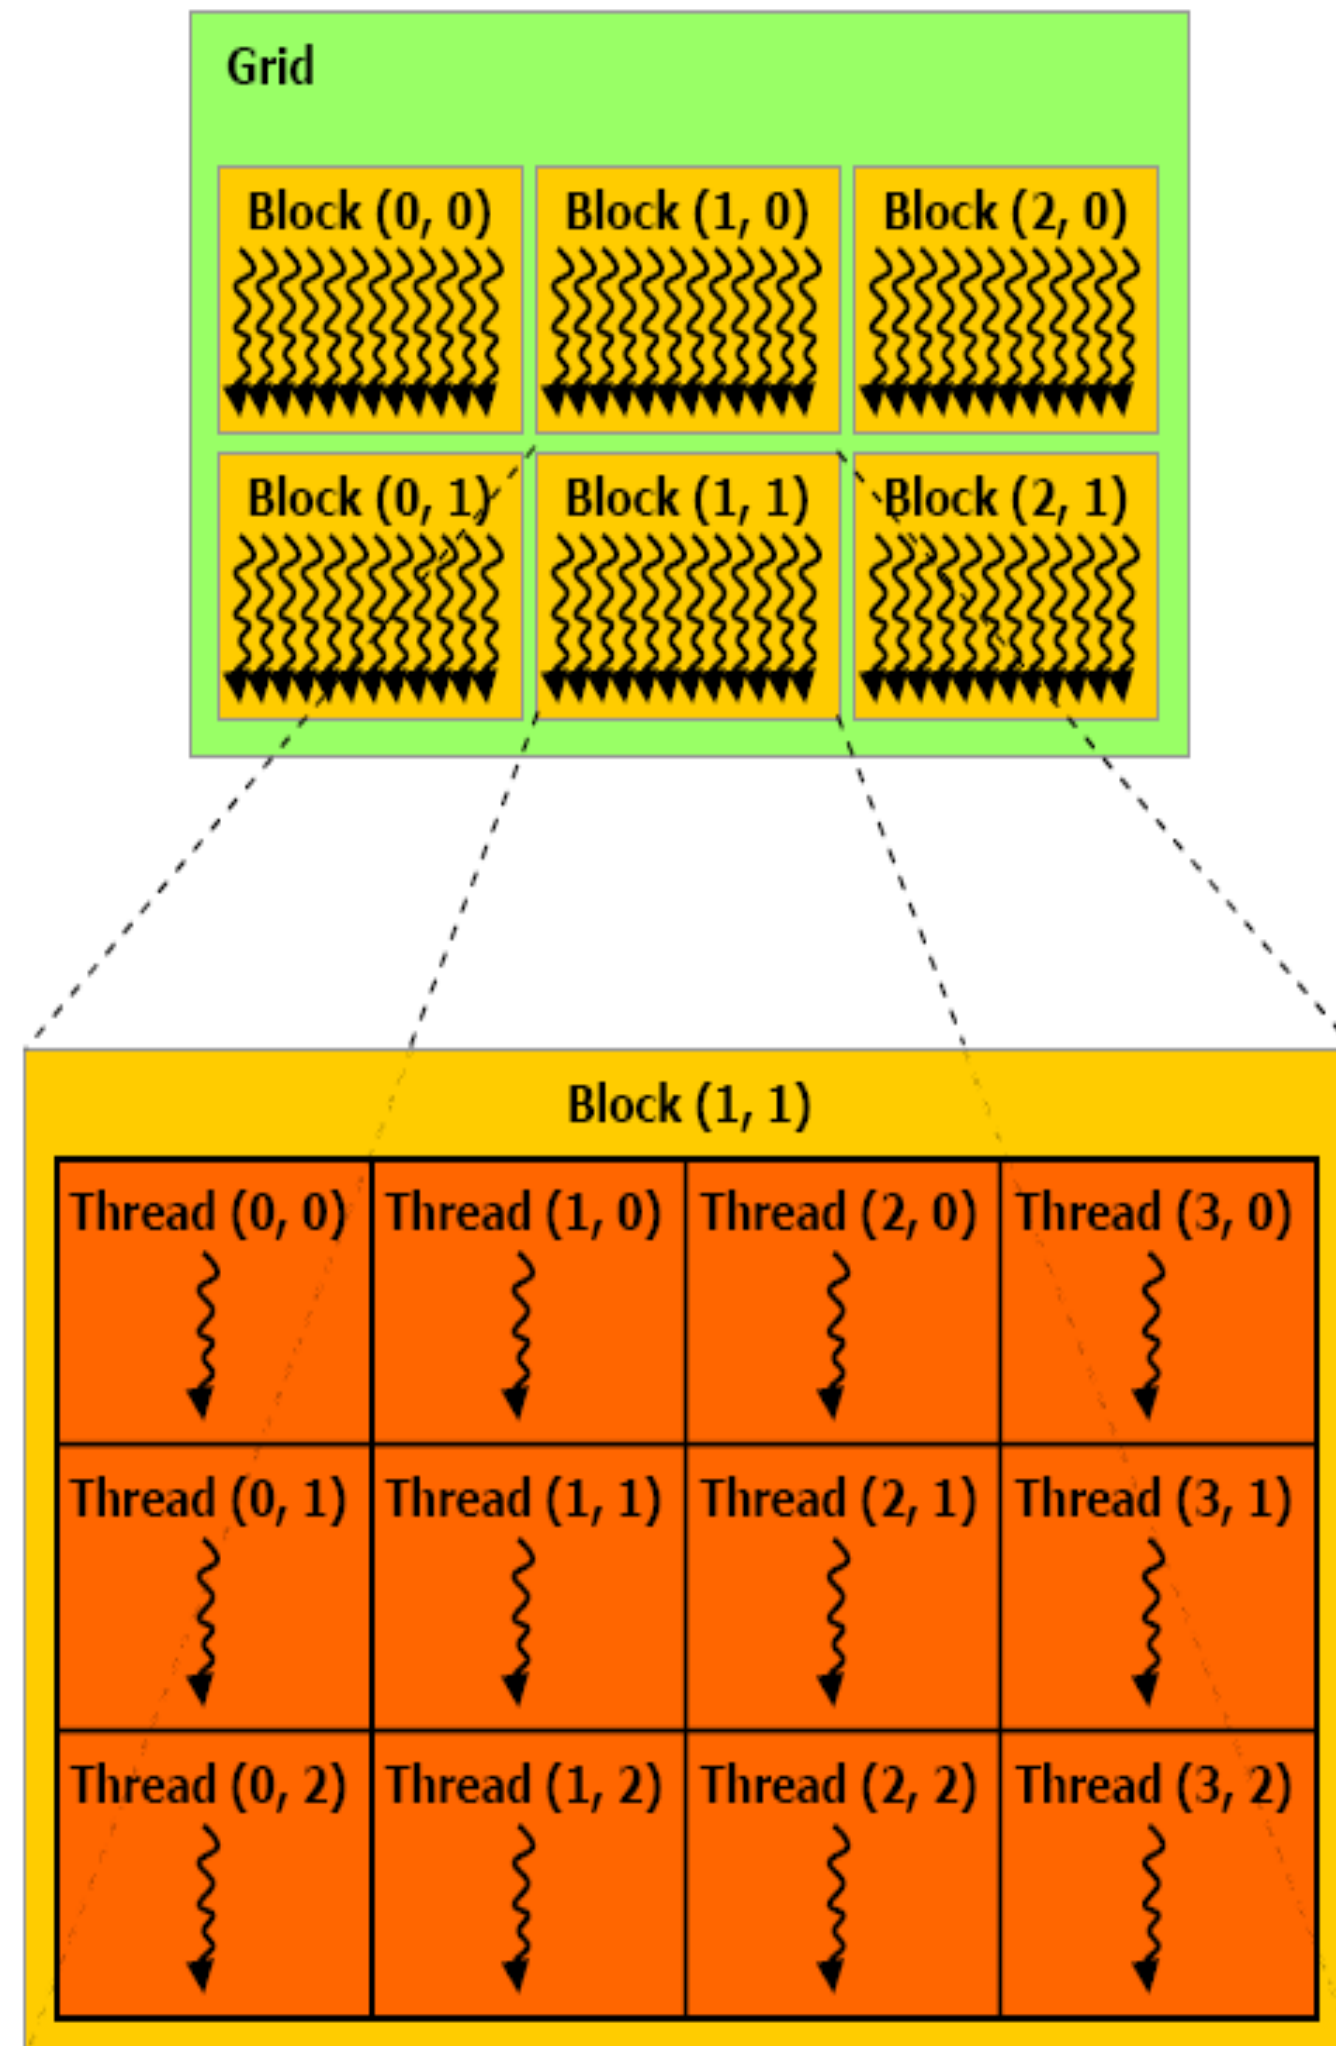 Grid
Block (0, 0) Block (1, 0) Block (2, 0)
Block (0, 1) Block (1, 1) Block (2, 1)
Block (1, 1)
Thread (0, 0) Thread (1, 0) Thread (2, 0) Thread (3, 0)
Thread (0, 1) Thread (1, 1) Thread (2, 1) Thread (3, 1)
Thread (0, 2) Thread (1, 2) Thread (2, 2) Thread (3, 2)